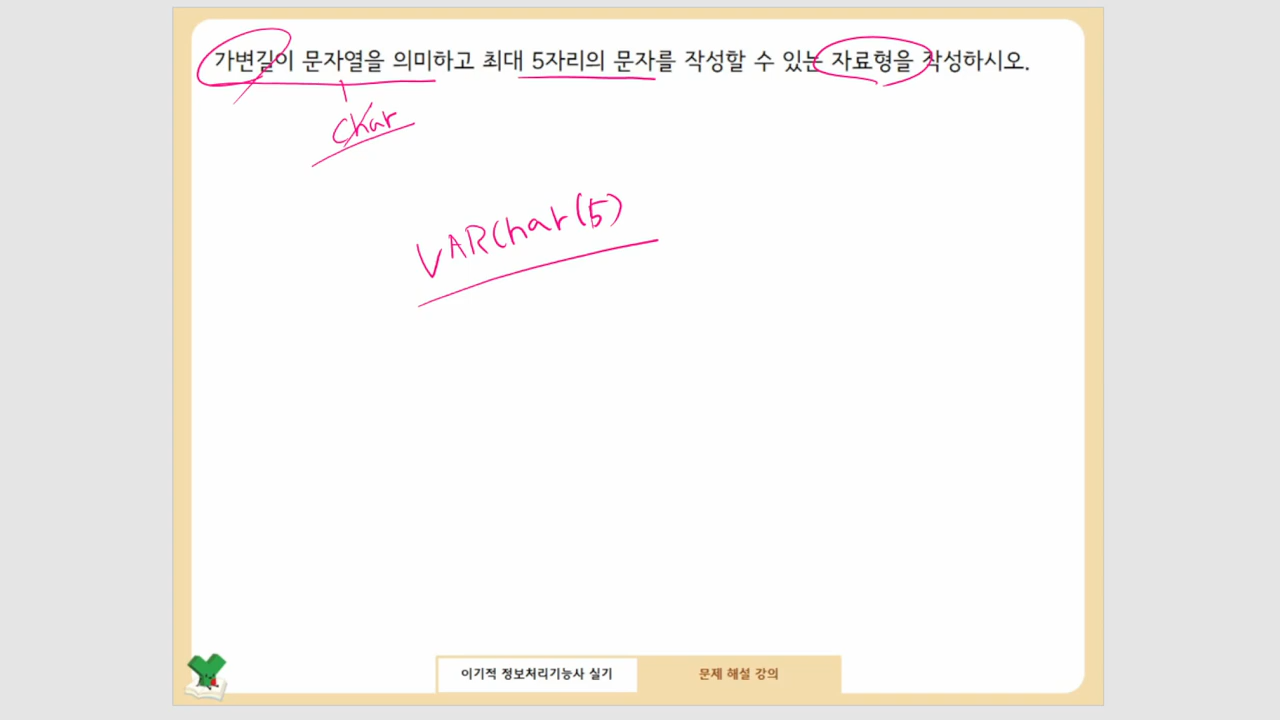 가변길이 문자열을 의미하고 최대 5자리의 문자를 작성할 수 있는 자료형을 작성하시오.
char
VARChar(5)
이기적 정보처리기능사 실기
문제 해설 강의